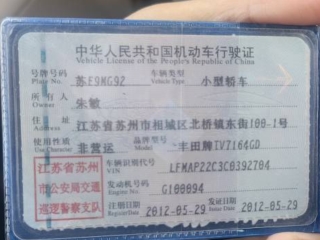 中华人民共和国机动车行驶证
Vehicle License of the People's Republic of China
号牌号码 Plate No. 苏E9MG92 车辆类型 Vehicle Type 小型轿车
所有人 Owner 朱敏
住址 江苏省苏州市相城区北桥镇东街100-1号
使用性质 Use Character 非营运 品牌型号 Model 丰田牌TV7164GD
江苏省苏州
市公安局交通
巡逻警察支队
车辆识别代号 VIN LFMAP22C3C0392704
发动机号码 Engine No. G100094
注册日期 2012-05-29 发证日期 2012-05-29